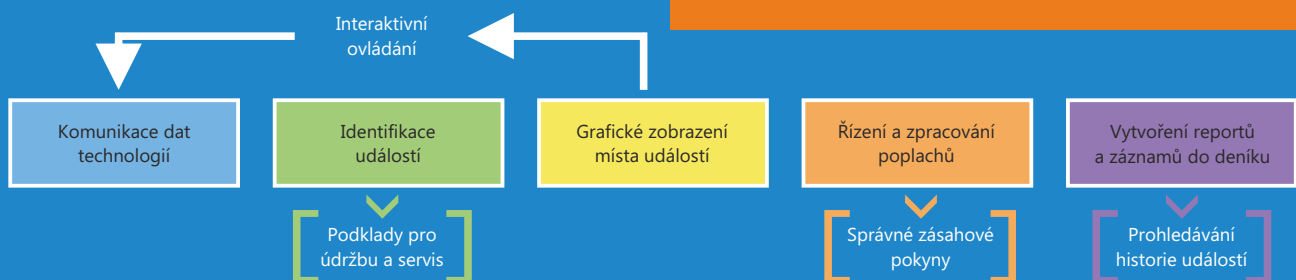 Interaktivní
ovládání
Komunikace dat
technologií
Identifikace
událostí
Grafické zobrazení
místa událostí
Řízení a zpracování
poplachů
Vytvoření reportů
a záznamů do deníku
Podklady pro
údržbu a servis
Správné zásahové
pokyny
Prohledávání
historie událostí